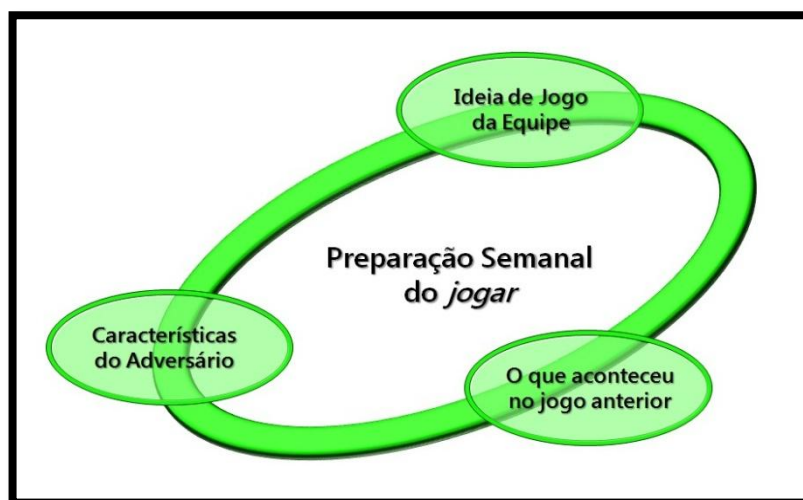 Ideia de Jogo
da Equipe
Preparação Semanal
do jogar
Características
do Adversário
O que aconteceu
no jogo anterior